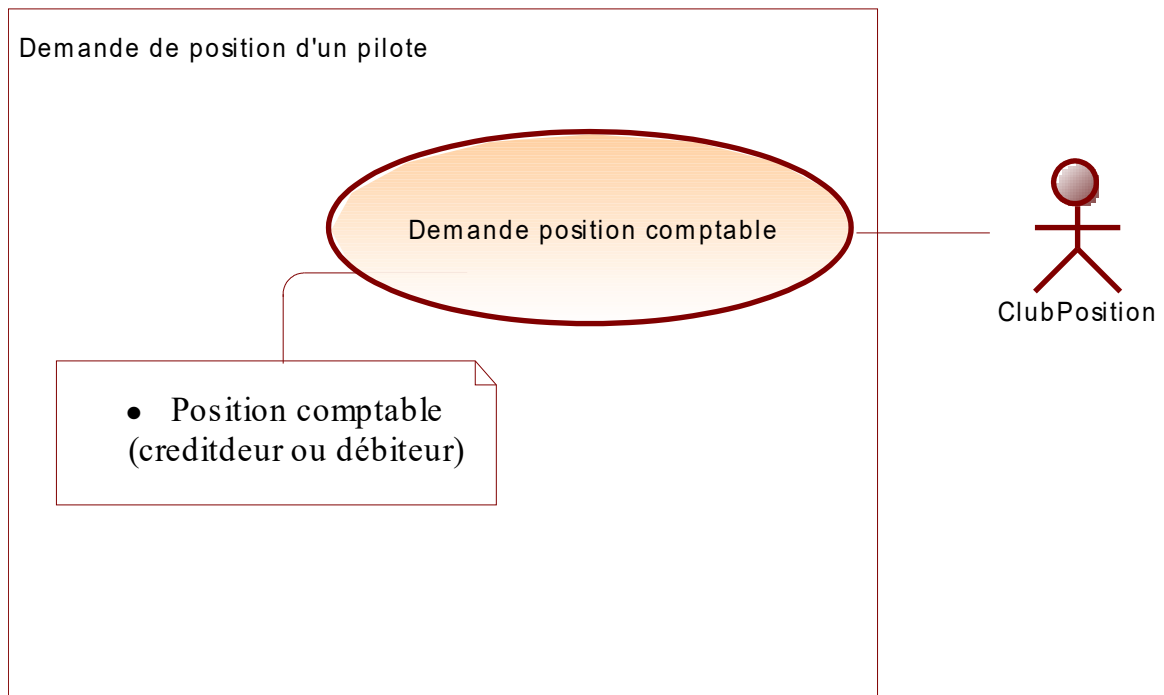 Demande de position d'un pilote
Demande position comptable
ClubPosition
• Position comptable
(creditdeur ou débiteur)